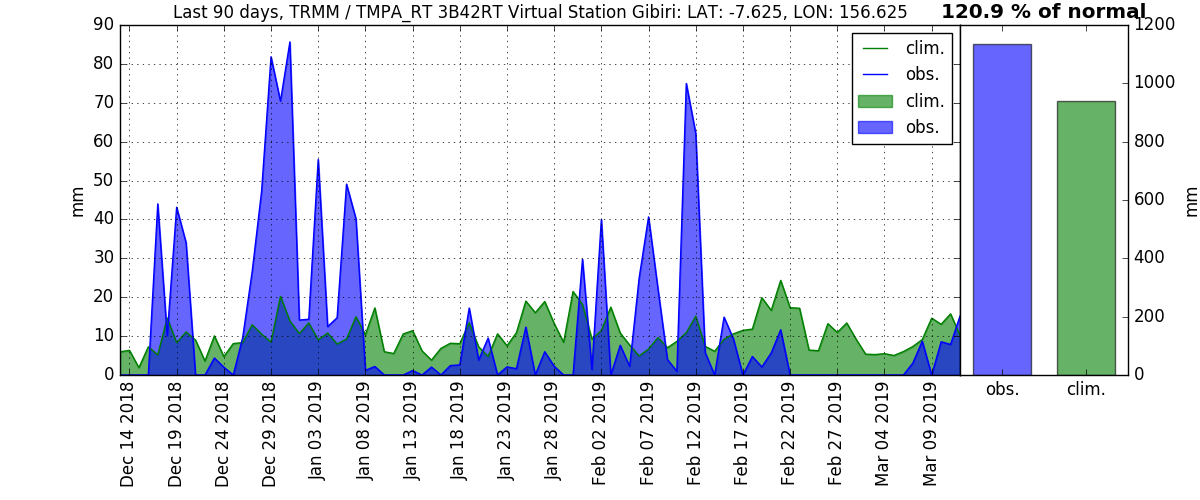 Last 90 days, TRMM / TMPA_RT 3B42RT Virtual Station Gibiri: LAT: -7.625, LON: 156.625
120.9 % of normal
90
80
70
60
50
40
30
20
10
0
mm
clim.
obs.
clim.
obs.
Dec 14 2018
Dec 19 2018
Dec 24 2018
Dec 29 2018
Jan 03 2019
Jan 08 2019
Jan 13 2019
Jan 18 2019
Jan 23 2019
Jan 28 2019
Feb 02 2019
Feb 07 2019
Feb 12 2019
Feb 17 2019
Feb 22 2019
Feb 27 2019
Mar 04 2019
Mar 09 2019
1200
1000
800
600
400
200
0
mm
obs.
clim.